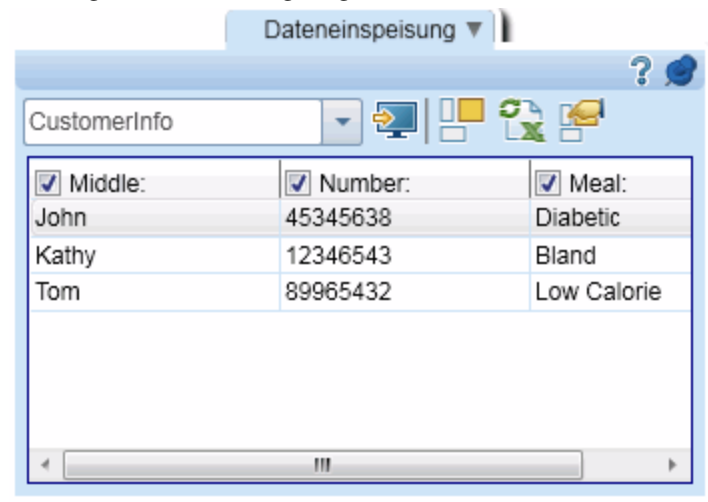 Dateneinspeisung ▼
?
CustomerInfo
Middle: Number: Meal:
John 45345638 Diabetic
Kathy 12346543 Bland
Tom 89965432 Low Calorie